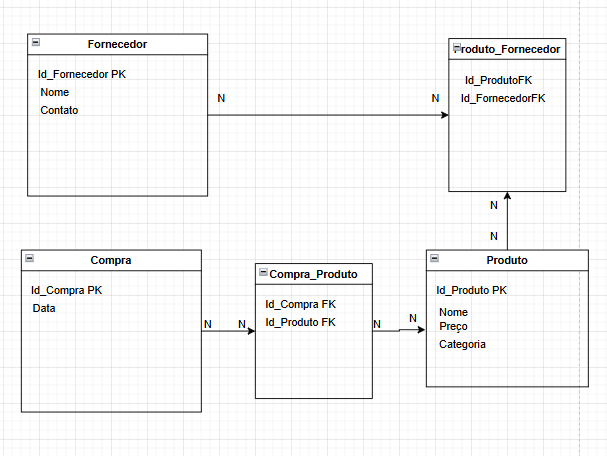 Fornecedor
Id_Fornecedor PK
Nome
Contato
N
N
Produto_Fornecedor
Id_ProdutoFK
Id_FornecedorFK
N
N
Compra
Id_Compra PK
Data
N
N
Compra_Produto
Id_Compra FK
Id_Produto FK
N
N
Produto
Id_Produto PK
Nome
Preço
Categoria